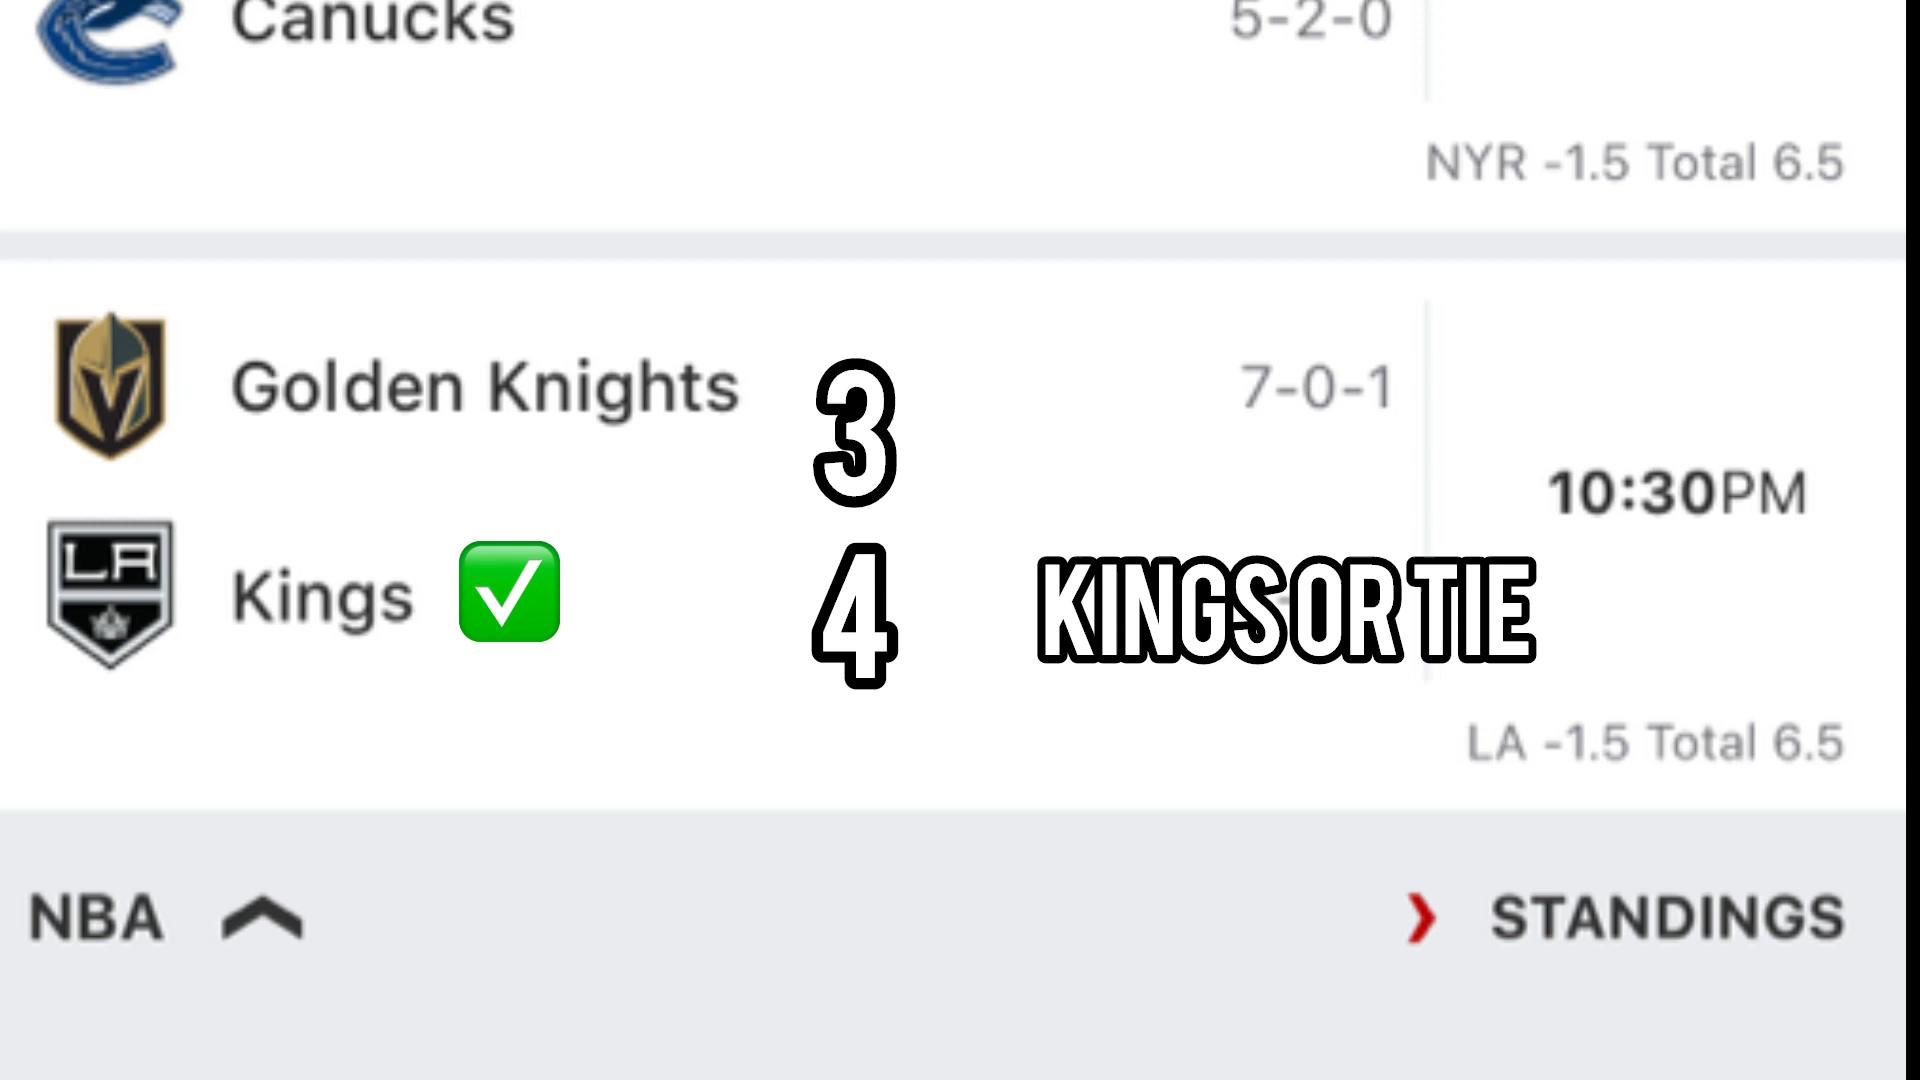 Canucks 5-2-0
NYR -1.5 Total 6.5
Golden Knights 3 7-0-1
10:30PM
LA
Kings ✅ 4 KINGS OR TIE
LA -1.5 Total 6.5
NBA STANDINGS